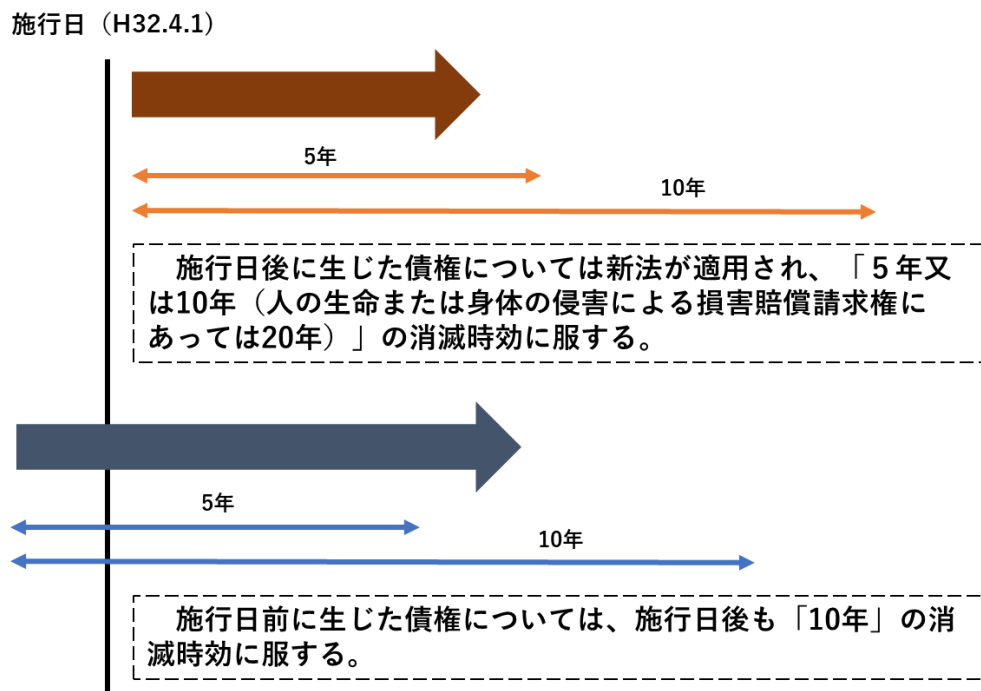 施行日（H32.4.1）
5年
10年
施行日後に生じた債権については新法が適用され、「５年又
は10年（人の生命または身体の侵害による損害賠償請求権に
あっては20年）」の消滅時効に服する。
5年
10年
施行日前に生じた債権については、施行日後も「10年」の消
滅時効に服する。